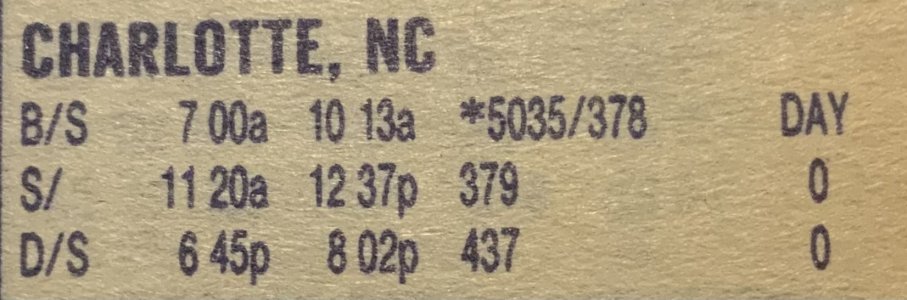 CHARLOTTE, NC
B/S 7 00a 10 13a *5035/378 DAY
S/ 11 20a 12 37p 379 0
D/S 6 45p 8 02p 437 0